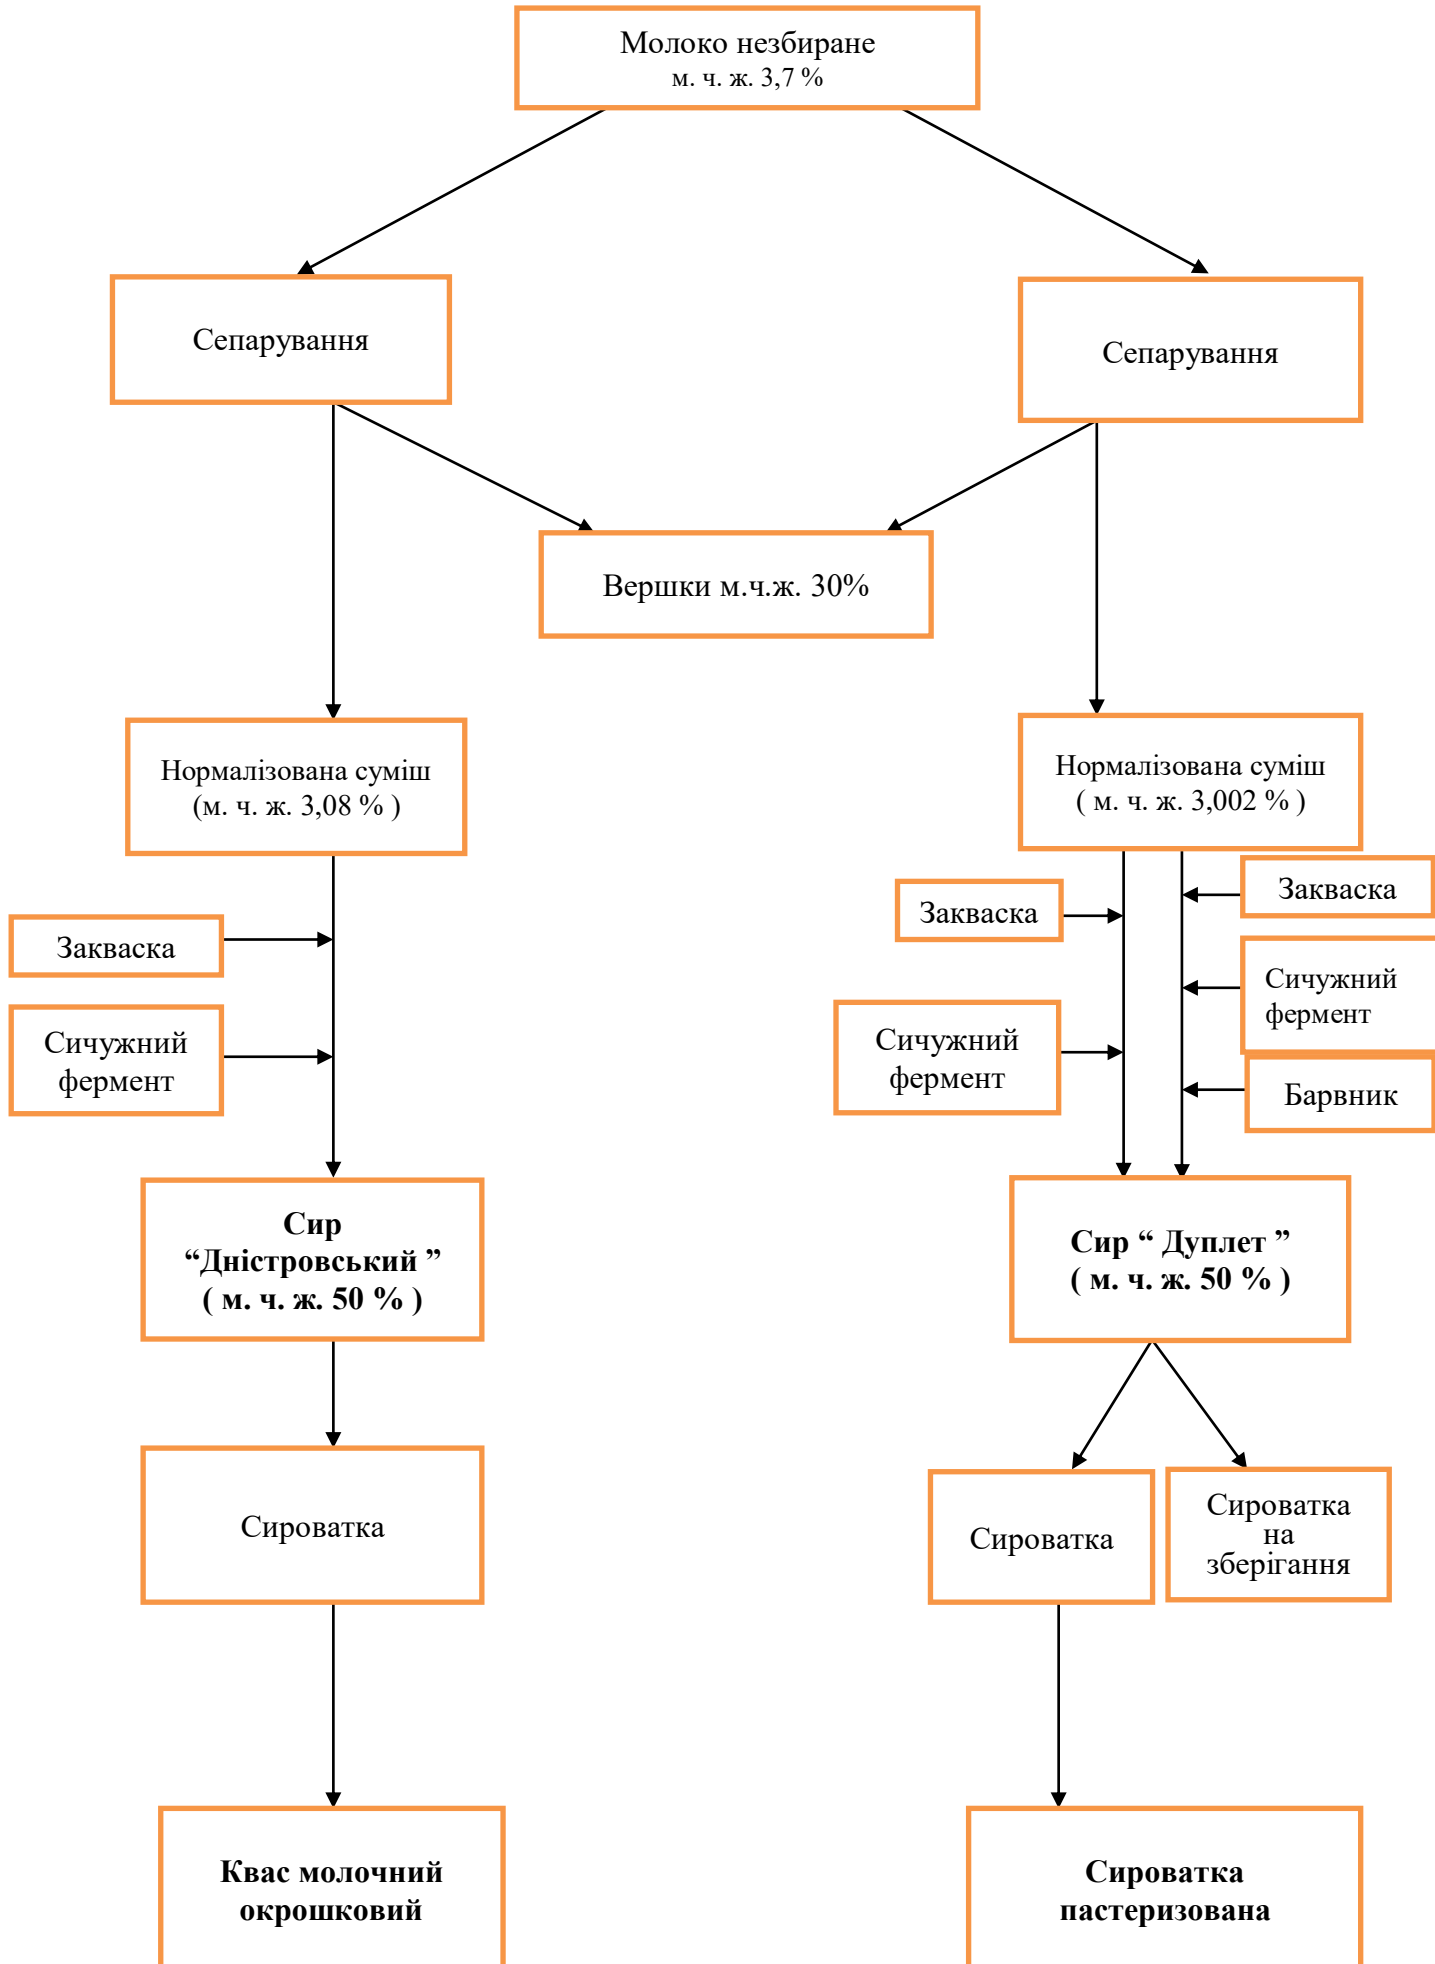 Молоко незбиране
м. ч. ж. 3,7 %
Сепарування
Сепарування
Вершки м.ч.ж. 30%
Нормалізована суміш
(м. ч. ж. 3,08 % )
Нормалізована суміш
( м. ч. ж. 3,002 % )
Закваска
Сичужний
фермент
Закваска
Сичужний
фермент
Закваска
Сичужний
фермент
Барвник
Сир
“Дністровський ”
( м. ч. ж. 50 % )
Сир “ Дуплет ”
( м. ч. ж. 50 % )
Сироватка
Сироватка
Сироватка
на
зберігання
Квас молочний
окрошковий
Сироватка
пастеризована